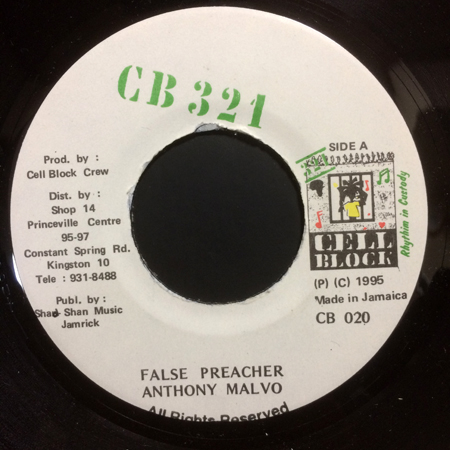 CB 321
Prod. by :
Cell Block Crew
Dist. by :
Shop 14
Princeville Centre
95-97
Constant Spring Rd.
Kingston 10
Tele : 931-8488
Publ. by :
Shan Shan Music
Jamrick
SIDE A
CELL
BLOCK
Rhythim in Custody
(P) (C) 1995
Made in Jamaica
CB 020
FALSE PREACHER
ANTHONY MALVO
All Rights Reserved